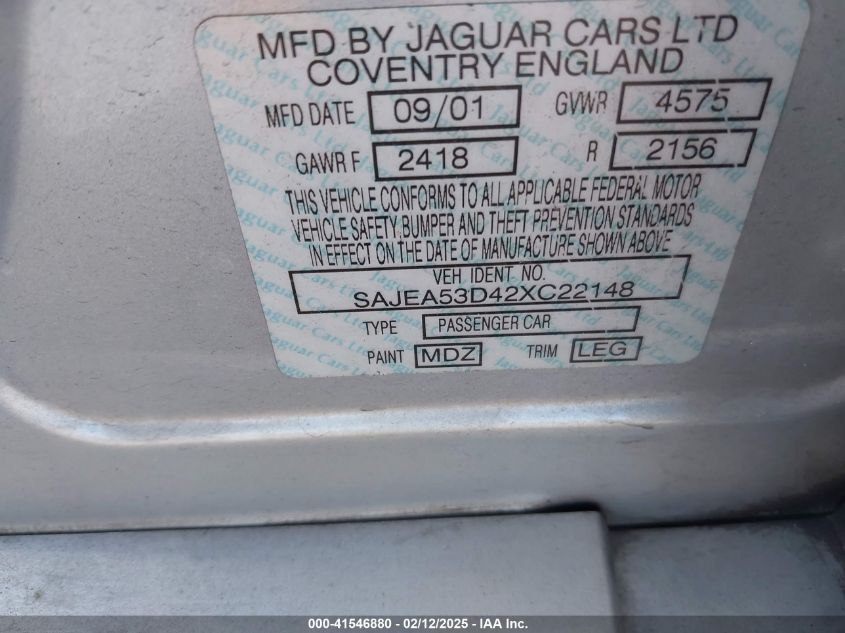 MFD BY JAGUAR CARS LTD
COVENTRY ENGLAND
MFD DATE 09/01 GVWR 4575
GAWR F 2418 R 2156
THIS VEHICLE CONFORMS TO ALL APPLICABLE FEDERAL MOTOR
VEHICLE SAFETY, BUMPER AND THEFT PREVENTION STANDARDS
IN EFFECT ON THE DATE OF MANUFACTURE SHOWN ABOVE
VEH. IDENT. NO.
SAJEA53D42XC22148
TYPE PASSENGER CAR
PAINT MDZ TRIM LEG
000-41546880 - 02/12/2025 - IAA Inc.